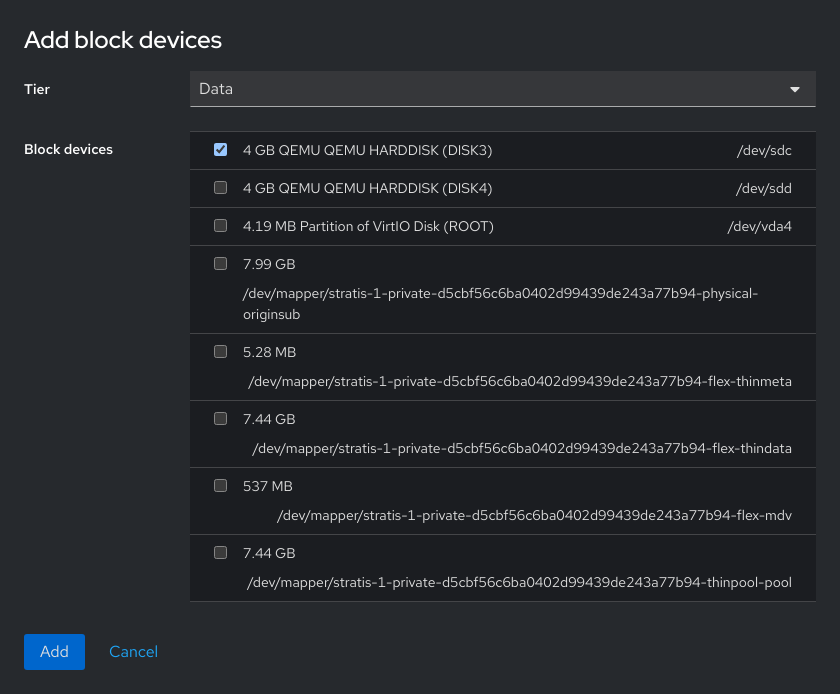 Add block devices
Tier
Data
Block devices
4 GB QEMU QEMU HARDDISK (DISK3) /dev/sdc
4 GB QEMU QEMU HARDDISK (DISK4) /dev/sdd
4.19 MB Partition of VirtIO Disk (ROOT) /dev/vda4
7.99 GB
/dev/mapper/stratis-1-private-d5cbf56c6ba0402d99439de243a77b94-physical-
originsub
5.28 MB
/dev/mapper/stratis-1-private-d5cbf56c6ba0402d99439de243a77b94-flex-thinmeta
7.44 GB
/dev/mapper/stratis-1-private-d5cbf56c6ba0402d99439de243a77b94-flex-thindata
537 MB
/dev/mapper/stratis-1-private-d5cbf56c6ba0402d99439de243a77b94-flex-mdv
7.44 GB
/dev/mapper/stratis-1-private-d5cbf56c6ba0402d99439de243a77b94-thinpool-pool
Add Cancel